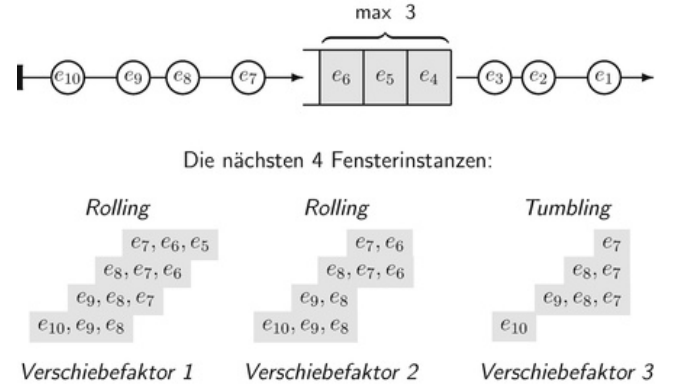 max 3
e10 e9 e8 e7 e6 e5 e4 e3 e2 e1
Die nächsten 4 Fensterinstanzen:
Rolling Rolling Tumbling
e7, e6, e5 e7, e6 e7
e8, e7, e6 e8, e7, e6 e8, e7
e9, e8, e7 e9, e8 e9, e8, e7
e10, e9, e8 e10, e9, e8 e10
Verschiebefaktor 1 Verschiebefaktor 2 Verschiebefaktor 3